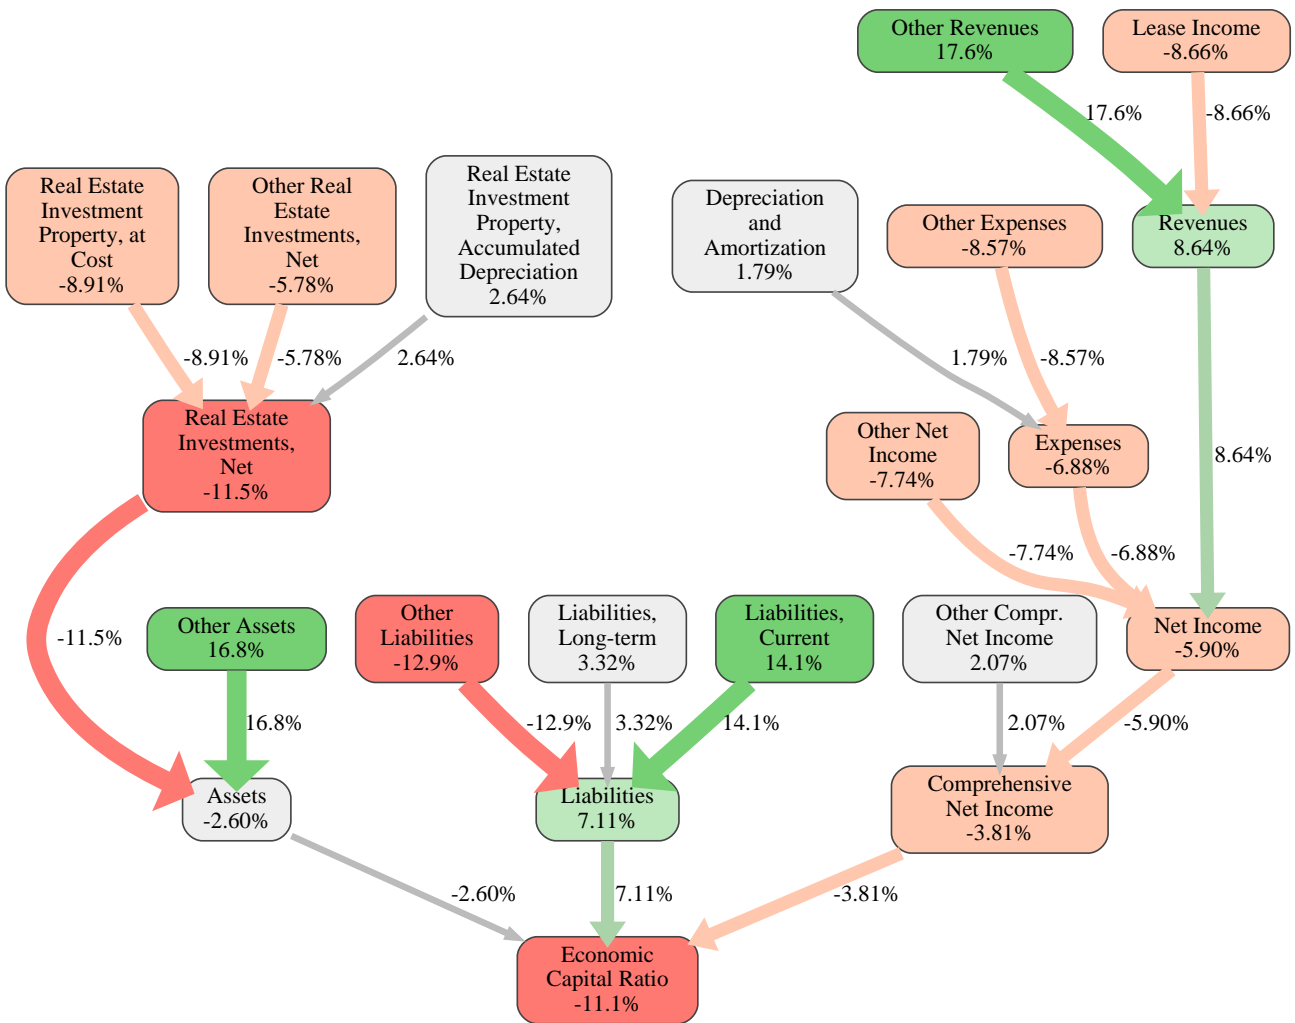 Other Revenues
17.6%
Lease Income
-8.66%
17.6%
-8.66%
Real Estate
Investment
Property, at
Cost
-8.91%
Other Real
Estate
Investments,
Net
-5.78%
Real Estate
Investment
Property,
Accumulated
Depreciation
2.64%
Depreciation
and
Amortization
1.79%
Other Expenses
-8.57%
Revenues
8.64%
-8.91%
-5.78%
2.64%
1.79%
-8.57%
Real Estate
Investments,
Net
-11.5%
Other Net
Income
-7.74%
Expenses
-6.88%
8.64%
-7.74%
-6.88%
-11.5%
Other Assets
16.8%
Other
Liabilities
-12.9%
Liabilities,
Long-term
3.32%
Liabilities,
Current
14.1%
Other Compr.
Net Income
2.07%
Net Income
-5.90%
16.8%
-12.9%
3.32%
14.1%
2.07%
-5.90%
Assets
-2.60%
Liabilities
7.11%
Comprehensive
Net Income
-3.81%
-2.60%
7.11%
-3.81%
Economic
Capital Ratio
-11.1%